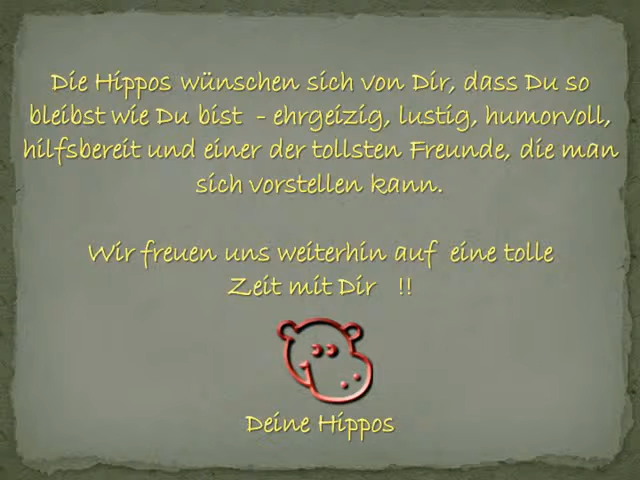 Die Hippos wünschen sich von Dir, dass Du so
bleibst wie Du bist - ehrgeizig, lustig, humorvoll,
hilfsbereit und einer der tollsten Freunde, die man
sich vorstellen kann.
Wir freuen uns weiterhin auf eine tolle
Zeit mit Dir !!
Deine Hippos